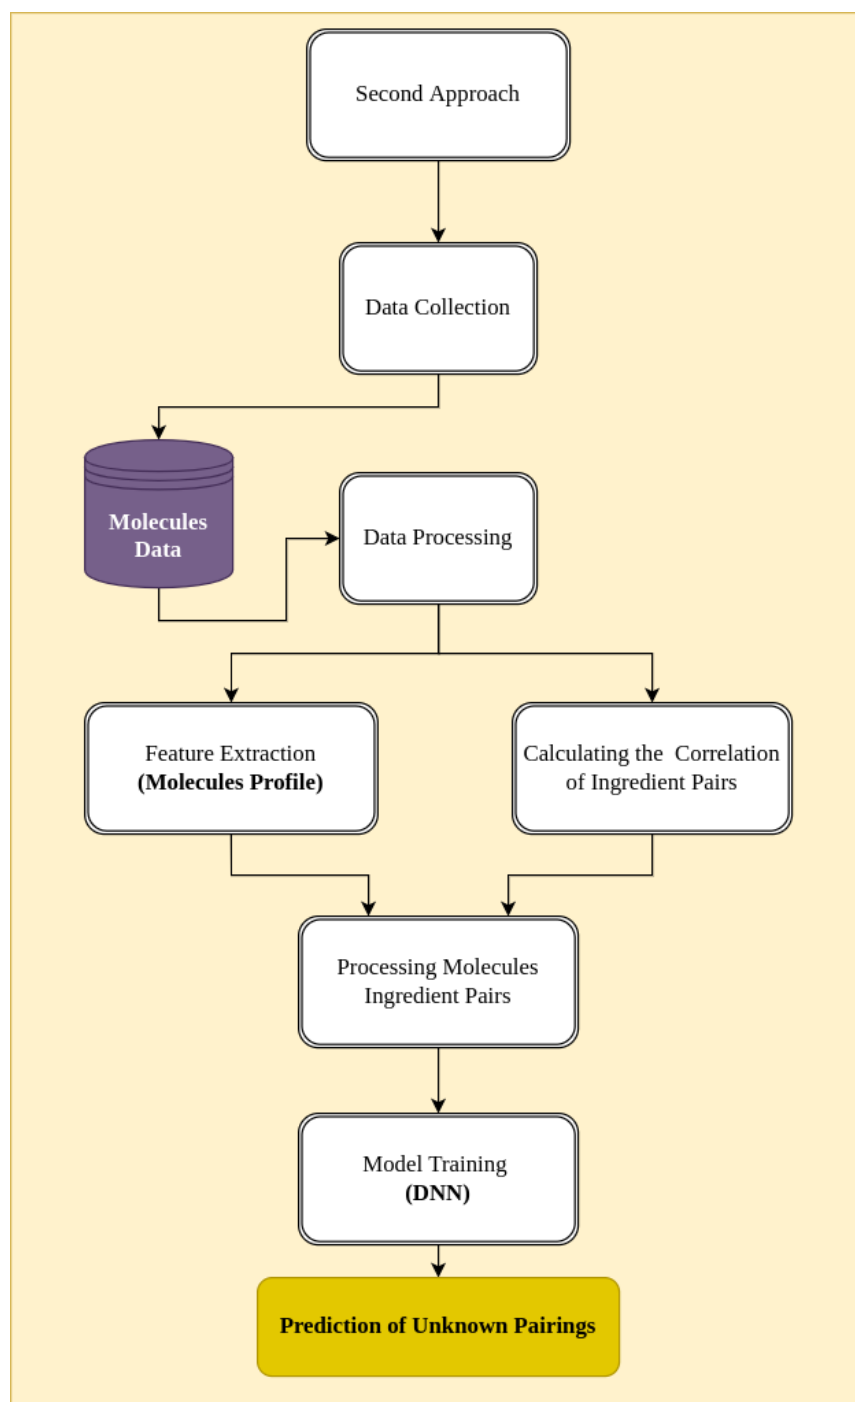 Second Approach
Data Collection
Molecules
Data
Data Processing
Feature Extraction
(Molecules Profile)
Calculating the  Correlation
of Ingredient Pairs
Processing Molecules
Ingredient Pairs
Model Training
(DNN)
Prediction of Unknown Pairings